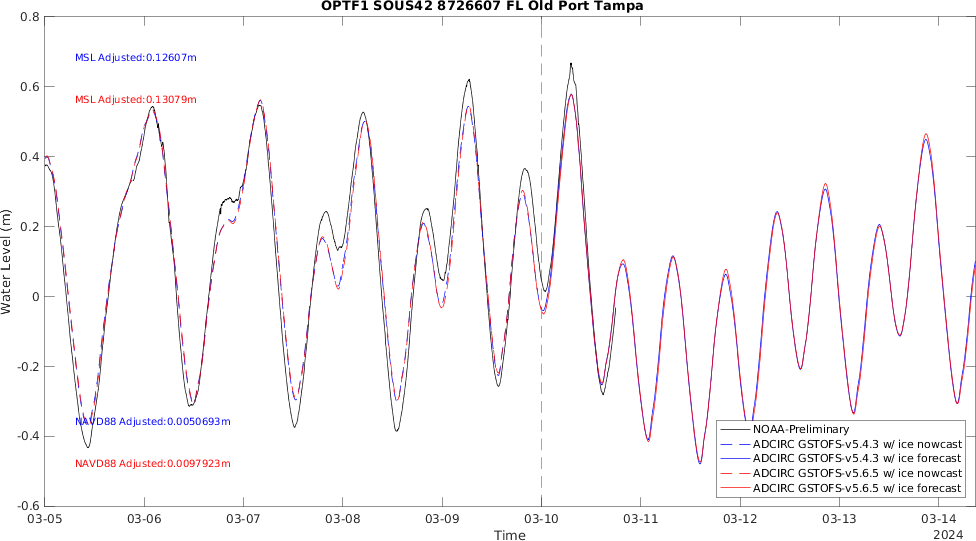 OPTF1 SOUS42 8726607 FL Old Port Tampa
0.8
0.6
0.4
0.2
0
-0.2
-0.4
-0.6
Water Level (m)
MSL Adjusted:0.12607m
MSL Adjusted:0.13079m
NAVD88 Adjusted:0.0050693m
NAVD88 Adjusted:0.0097923m
NOAA-Preliminary
ADCIRC GSTOFS-v5.4.3 w/ ice nowcast
ADCIRC GSTOFS-v5.4.3 w/ ice forecast
ADCIRC GSTOFS-v5.6.5 w/ ice nowcast
ADCIRC GSTOFS-v5.6.5 w/ ice forecast
03-05 03-06 03-07 03-08 03-09 03-10 03-11 03-12 03-13 03-14
Time
2024